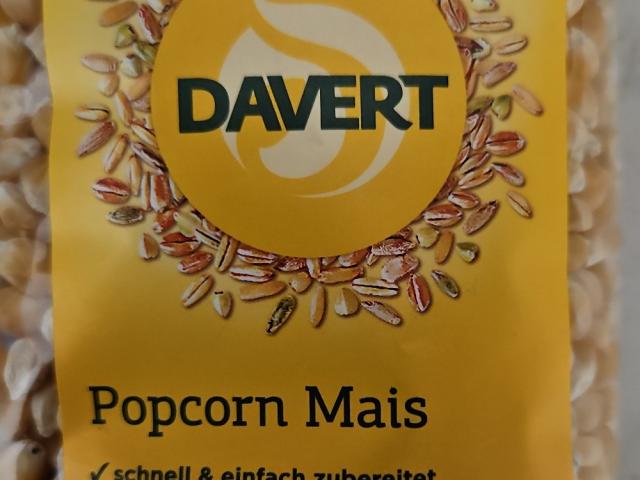 DAVERT
Popcorn Mais
✓ schnell & einfach zubereitet